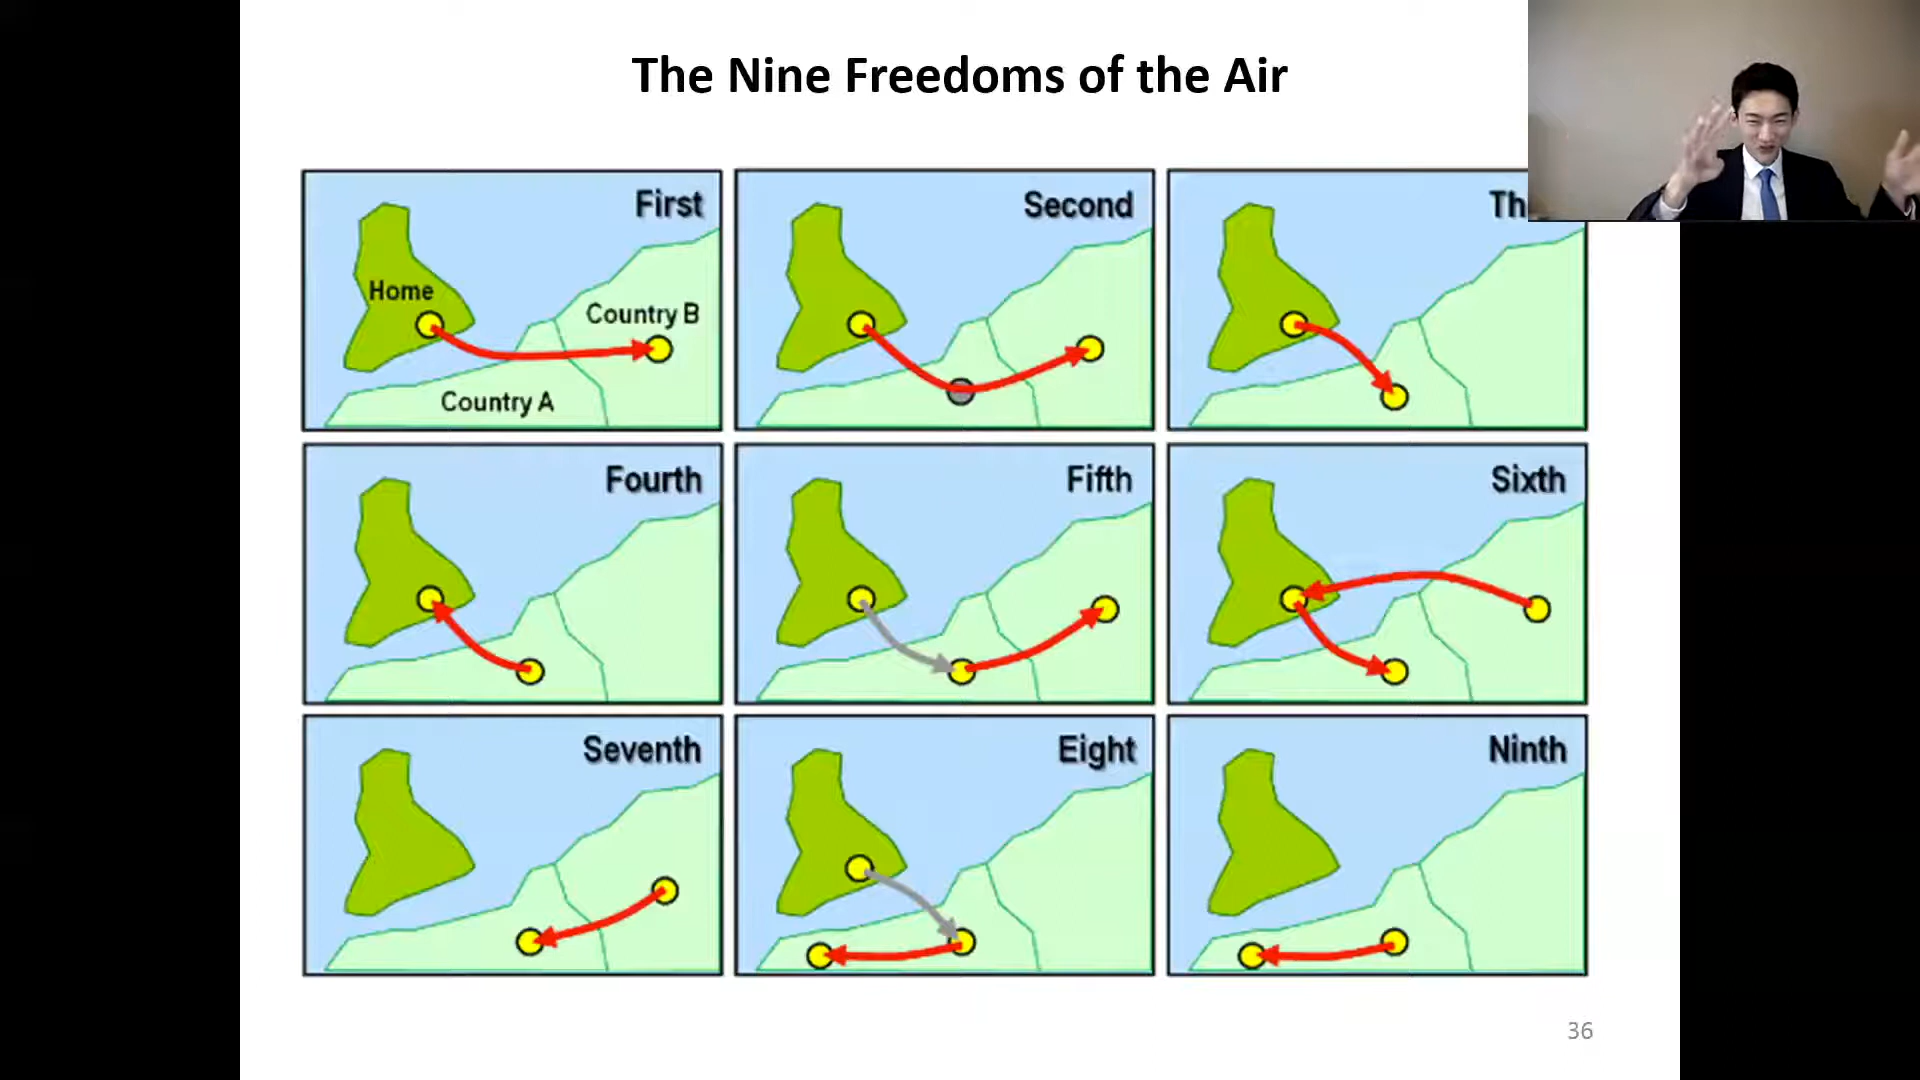 The Nine Freedoms of the Air
First
Home
Country B
Country A
Second
Th
Fourth
Fifth
Sixth
Seventh
Eight
Ninth
36